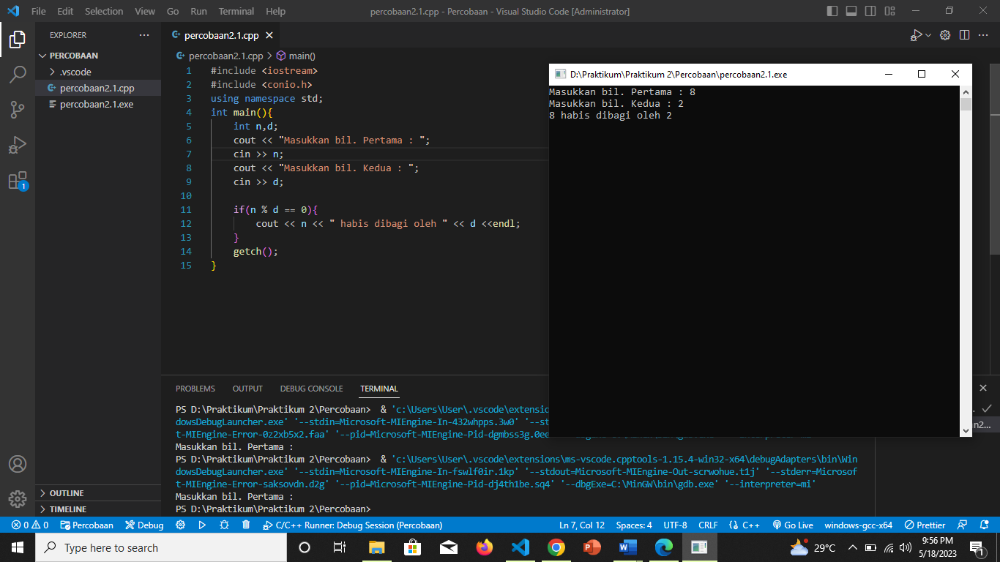 File Edit Selection View Go Run Terminal Help percobaan2.1.cpp - Percobaan - Visual Studio Code [Administrator]
EXPLORER
PERCOBAAN
.vscode
percobaan2.1.cpp
percobaan2.1.exe
OUTLINE
TIMELINE
1
percobaan2.1.cpp
percobaan2.1.cpp > main()
1 #include <iostream>
2 #include <conio.h>
3 using namespace std;
4 int main(){
5 int n,d;
6 cout << "Masukkan bil. Pertama : ";
7 cin >> n;
8 cout << "Masukkan bil. Kedua : ";
9 cin >> d;
10
11 if(n % d == 0){
12 cout << n << " habis dibagi oleh " << d <<endl;
13 }
14 getch();
15 }
D:\Praktikum\Praktikum 2\Percobaan\percobaan2.1.exe
Masukkan bil. Pertama : 8
Masukkan bil. Kedua : 2
8 habis dibagi oleh 2
PROBLEMS OUTPUT DEBUG CONSOLE TERMINAL
PS D:\Praktikum\Praktikum 2\Percobaan> & 'c:\Users\User\.vscode\extensio
dowsDebugLauncher.exe' '--stdin=Microsoft-MIEngine-In-432whpps.3w0' '--st
t-MIEngine-Error-0z2xb5x2.faa' '--pid=Microsoft-MIEngine-Pid-dgmbss3g.0ee
Masukkan bil. Pertama :
PS D:\Praktikum\Praktikum 2\Percobaan> & 'c:\Users\User\.vscode\extensions\ms-vscode.cpptools-1.15.4-win32-x64\debugAdapters\bin\Win
dowsDebugLauncher.exe' '--stdin=Microsoft-MIEngine-In-fswlf0ir.1kp' '--stdout=Microsoft-MIEngine-Out-scrwohue.t1j' '--stderr=Microsof
t-MIEngine-Error-saksovdn.d2g' '--pid=Microsoft-MIEngine-Pid-dj4th1be.sq4' '--dbgExe=C:\MinGW\bin\gdb.exe' '--interpreter=mi'
Masukkan bil. Pertama :
PS D:\Praktikum\Praktikum 2\Percobaan>
n2...
0 0 Percobaan Debug C/C++ Runner: Debug Session (Percobaan) Ln 7, Col 12 Spaces: 4 UTF-8 CRLF {} C++ Go Live windows-gcc-x64 Prettier
Type here to search
29°C
9:56 PM
5/18/2023
1